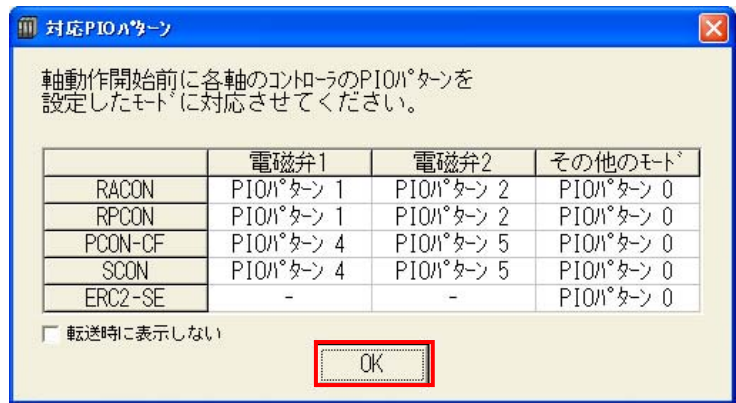 対応PIOパターン
軸動作開始前に各軸のコントローラのPIOパターンを
設定したモードに対応させてください。
電磁弁1 電磁弁2 その他のモード
RACON PIOパターン 1 PIOパターン 2 PIOパターン 0
RPCON PIOパターン 1 PIOパターン 2 PIOパターン 0
PCON-CF PIOパターン 4 PIOパターン 5 PIOパターン 0
SCON PIOパターン 4 PIOパターン 5 PIOパターン 0
ERC2-SE - - PIOパターン 0
転送時に表示しない
OK